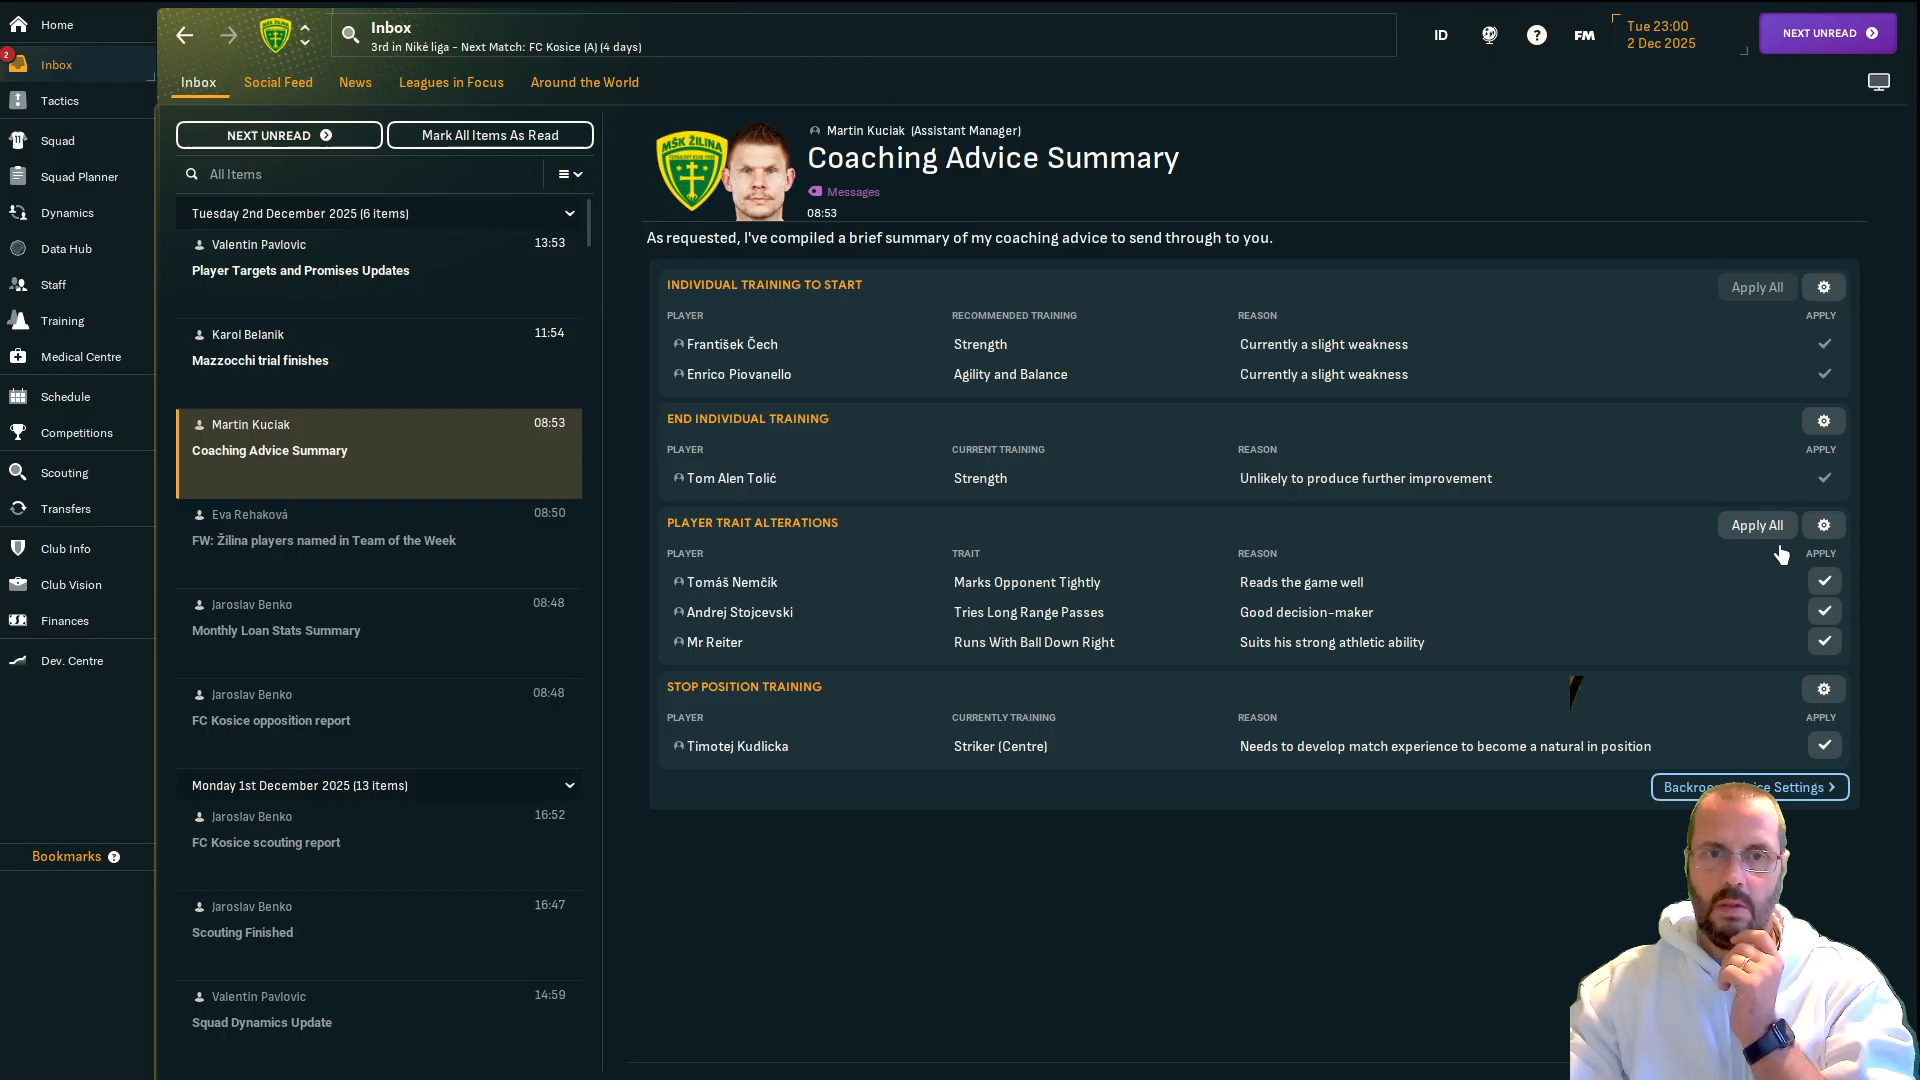 Home
2
Inbox
Tactics
Squad
Squad Planner
Dynamics
Data Hub
Staff
Training
Medical Centre
Schedule
Competitions
Scouting
Transfers
Club Info
Club Vision
Finances
Dev. Centre
Bookmarks ?
Inbox
3rd in Niké liga - Next Match: FC Kosice (A) (4 days)
ID
?
FM
Tue 23:00
2 Dec 2025
NEXT UNREAD
Inbox
Social Feed
News
Leagues in Focus
Around the World
NEXT UNREAD
Mark All Items As Read
All Items
Tuesday 2nd December 2025 (6 items)
Valentin Pavlovic 13:53
Player Targets and Promises Updates
Karol Belanik 11:54
Mazzocchi trial finishes
Martin Kuciak 08:53
Coaching Advice Summary
Eva Rehaková 08:50
FW: Žilina players named in Team of the Week
Jaroslav Benko 08:48
Monthly Loan Stats Summary
Jaroslav Benko 08:48
FC Kosice opposition report
Monday 1st December 2025 (13 items)
Jaroslav Benko 16:52
FC Kosice scouting report
Jaroslav Benko 16:47
Scouting Finished
Valentin Pavlovic 14:59
Squad Dynamics Update
MŠK ŽILINA
Martin Kuciak (Assistant Manager)
Coaching Advice Summary
Messages
08:53
As requested, I've compiled a brief summary of my coaching advice to send through to you.
INDIVIDUAL TRAINING TO START Apply All
PLAYER RECOMMENDED TRAINING REASON APPLY
František Čech Strength Currently a slight weakness
Enrico Piovanello Agility and Balance Currently a slight weakness
END INDIVIDUAL TRAINING
PLAYER CURRENT TRAINING REASON APPLY
Tom Alen Tolić Strength Unlikely to produce further improvement
PLAYER TRAIT ALTERATIONS Apply All
PLAYER TRAIT REASON APPLY
Tomáš Nemčík Marks Opponent Tightly Reads the game well
Andrej Stojcevski Tries Long Range Passes Good decision-maker
Mr Reiter Runs With Ball Down Right Suits his strong athletic ability
STOP POSITION TRAINING
PLAYER CURRENTLY TRAINING REASON APPLY
Timotej Kudlicka Striker (Centre) Needs to develop match experience to become a natural in position
Settings